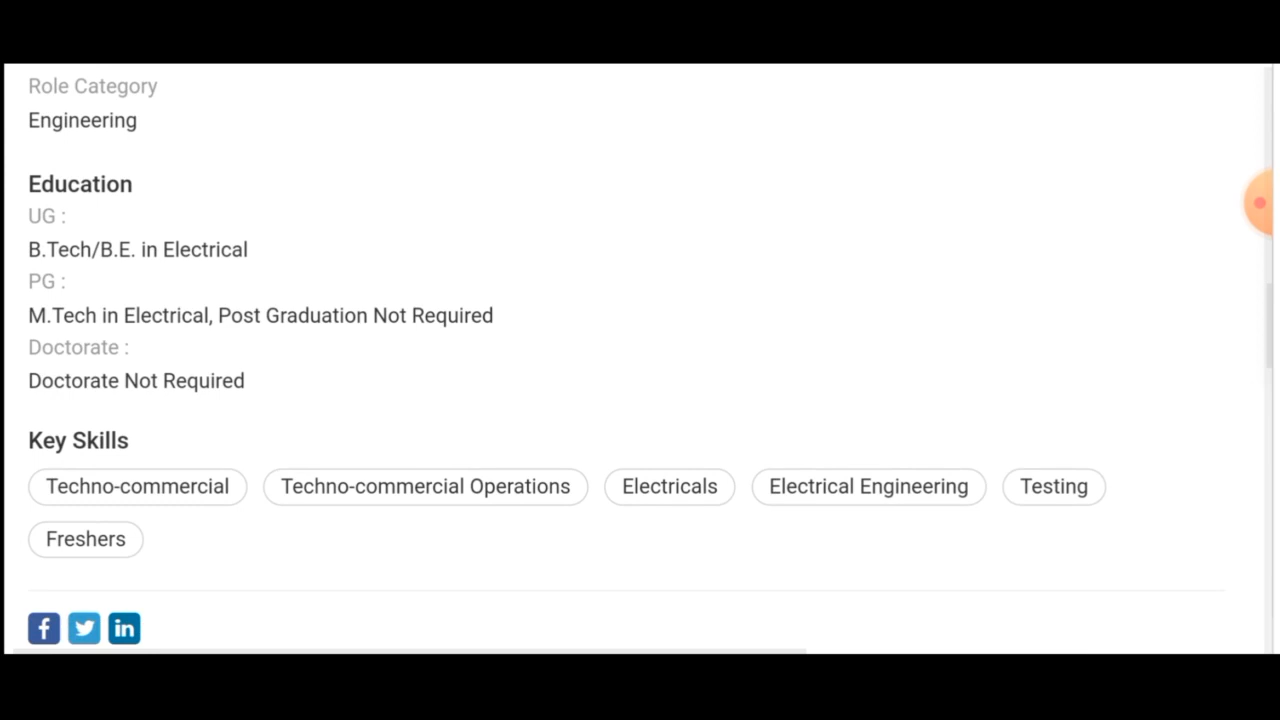 Role Category
Engineering
Education
UG :
B.Tech/B.E. in Electrical
PG :
M.Tech in Electrical, Post Graduation Not Required
Doctorate :
Doctorate Not Required
Key Skills
Techno-commercial Techno-commercial Operations Electricals Electrical Engineering Testing
Freshers
f in